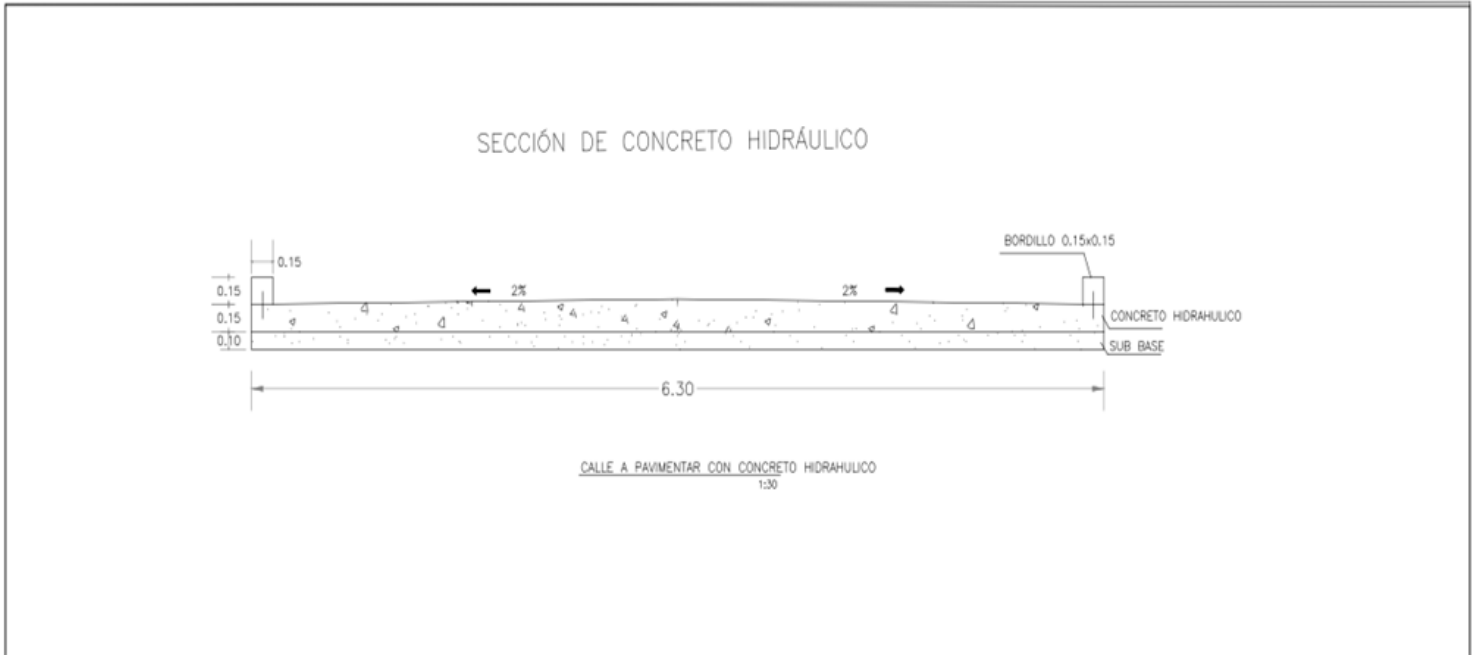 SECCIÓN DE CONCRETO HIDRÁULICO
BORDILLO 0.15x0.15
0.15
0.15
2%
2%
0.15
CONCRETO HIDRAHULICO
0.10
SUB BASE
6.30
CALLE A PAVIMENTAR CON CONCRETO HIDRAHULICO
1:30